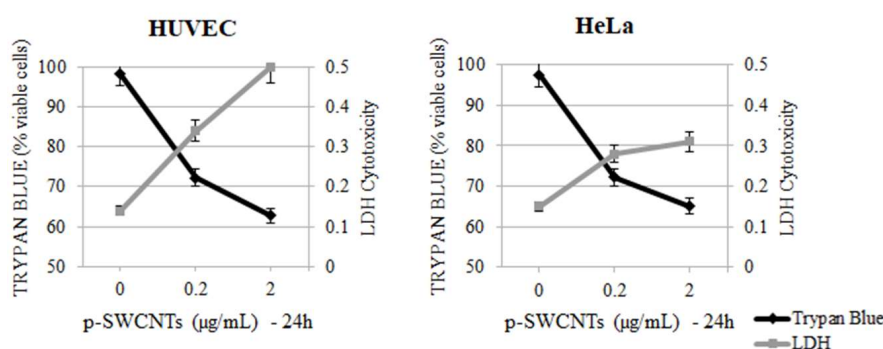 HUVEC
TRYPAN BLUE (% viable cells)
100
90
80
70
60
50
0.5
0.4
0.3
0.2
0.1
0
LDH Cytotoxicity
0 0.2 2
p-SWCNTs (µg/mL) - 24h
HeLa
TRYPAN BLUE (% viable cells)
100
90
80
70
60
50
0.5
0.4
0.3
0.2
0.1
0
LDH Cytotoxicity
0 0.2 2
p-SWCNTs (µg/mL) - 24h
Trypan Blue
LDH